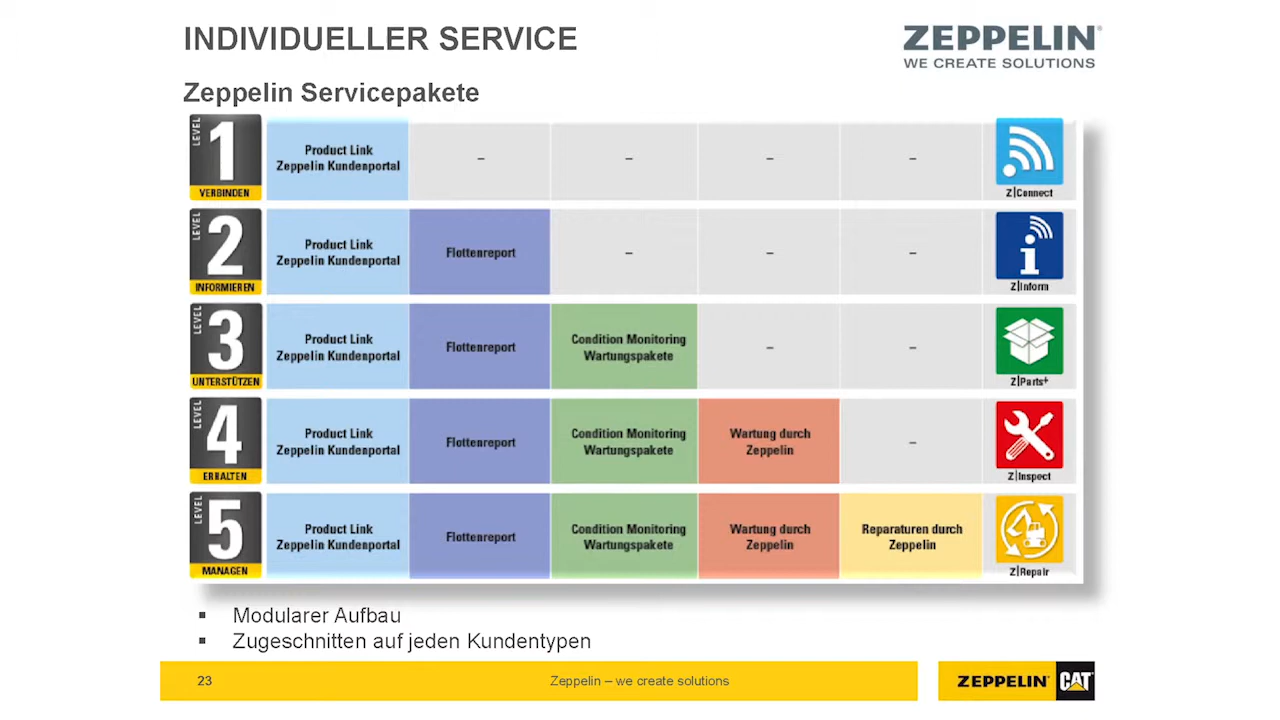 INDIVIDUELLER SERVICE
ZEPPELIN®
WE CREATE SOLUTIONS
Zeppelin Servicepakete
LEVEL
1
VERBINDEN
Product Link
Zeppelin Kundenportal
–
–
–
–
Z|Connect
LEVEL
2
INFORMIEREN
Product Link
Zeppelin Kundenportal
Flottenreport
–
–
–
i
Z|Inform
LEVEL
3
UNTERSTÜTZEN
Product Link
Zeppelin Kundenportal
Flottenreport
Condition Monitoring
Wartungspakete
–
–
Z|Parts+
LEVEL
4
ERHALTEN
Product Link
Zeppelin Kundenportal
Flottenreport
Condition Monitoring
Wartungspakete
Wartung durch
Zeppelin
–
Z|Inspect
LEVEL
5
MANAGEN
Product Link
Zeppelin Kundenportal
Flottenreport
Condition Monitoring
Wartungspakete
Wartung durch
Zeppelin
Reparaturen durch
Zeppelin
Z|Repair
▪ Modularer Aufbau
▪ Zugeschnitten auf jeden Kundentypen
23
Zeppelin – we create solutions
ZEPPELIN CAT